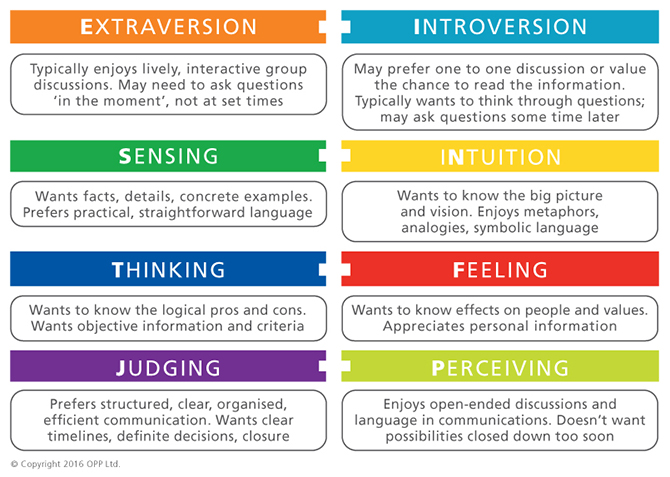 EXTRAVERSION
Typically enjoys lively, interactive group
discussions. May need to ask questions
‘in the moment’, not at set times
INTROVERSION
May prefer one to one discussion or value
the chance to read the information.
Typically wants to think through questions;
may ask questions some time later
SENSING
Wants facts, details, concrete examples.
Prefers practical, straightforward language
INTUITION
Wants to know the big picture
and vision. Enjoys metaphors,
analogies, symbolic language
THINKING
Wants to know the logical pros and cons.
Wants objective information and criteria
FEELING
Wants to know effects on people and values.
Appreciates personal information
JUDGING
Prefers structured, clear, organised,
efficient communication. Wants clear
timelines, definite decisions, closure
PERCEIVING
Enjoys open-ended discussions and
language in communications. Doesn’t want
possibilities closed down too soon
© Copyright 2016 OPP Ltd.